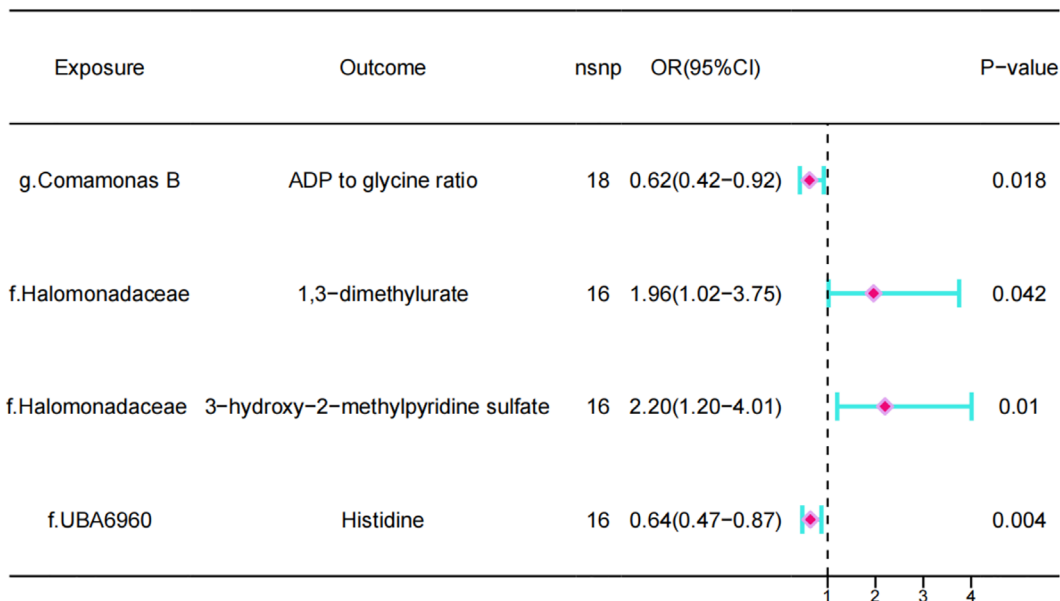 Exposure Outcome nsnp OR(95%CI) P−value
g.Comamonas B ADP to glycine ratio 18 0.62(0.42−0.92) 0.018
f.Halomonadaceae 1,3−dimethylurate 16 1.96(1.02−3.75) 0.042
f.Halomonadaceae 3−hydroxy−2−methylpyridine sulfate 16 2.20(1.20−4.01) 0.01
f.UBA6960 Histidine 16 0.64(0.47−0.87) 0.004
1 2 3 4